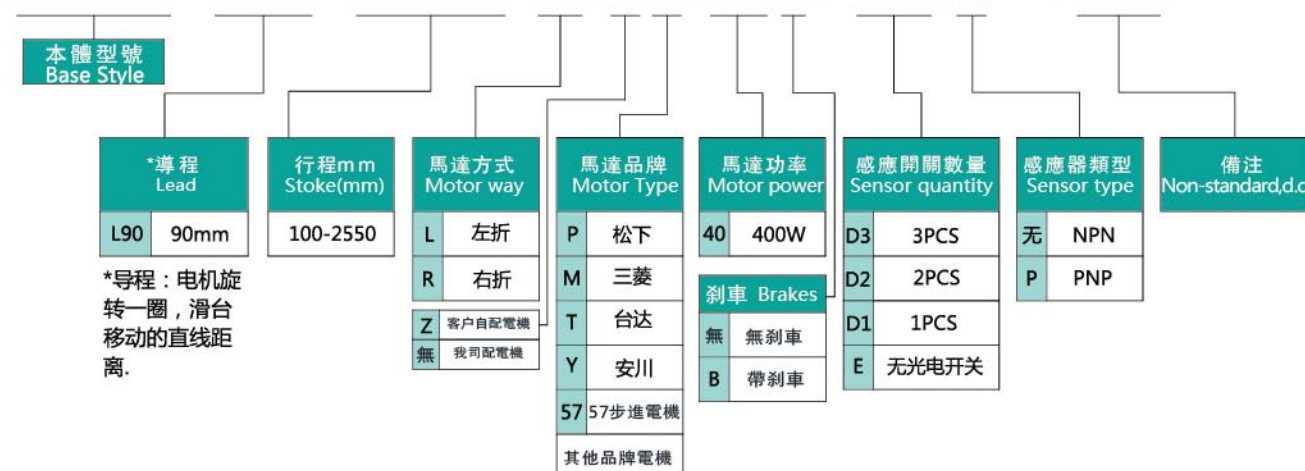 本體型號
Base Style
*導程
Lead
L90 90mm
*导程：电机旋
转一圈，滑台
移动的直线距
离.
行程mm
Stoke(mm)
100-2550
馬達方式
Motor way
L 左折
R 右折
Z 客户自配電機
無 我司配電機
馬達品牌
Motor Type
P 松下
M 三菱
T 台达
Y 安川
57 57步進電機
其他品牌電機
馬達功率
Motor power
40 400W
刹車 Brakes
無 無刹車
B 帶刹車
感應開關數量
Sensor quantity
D3 3PCS
D2 2PCS
D1 1PCS
E 无光电开关
感應器類型
Sensor type
无 NPN
P PNP
備注
Non-standard,d.c